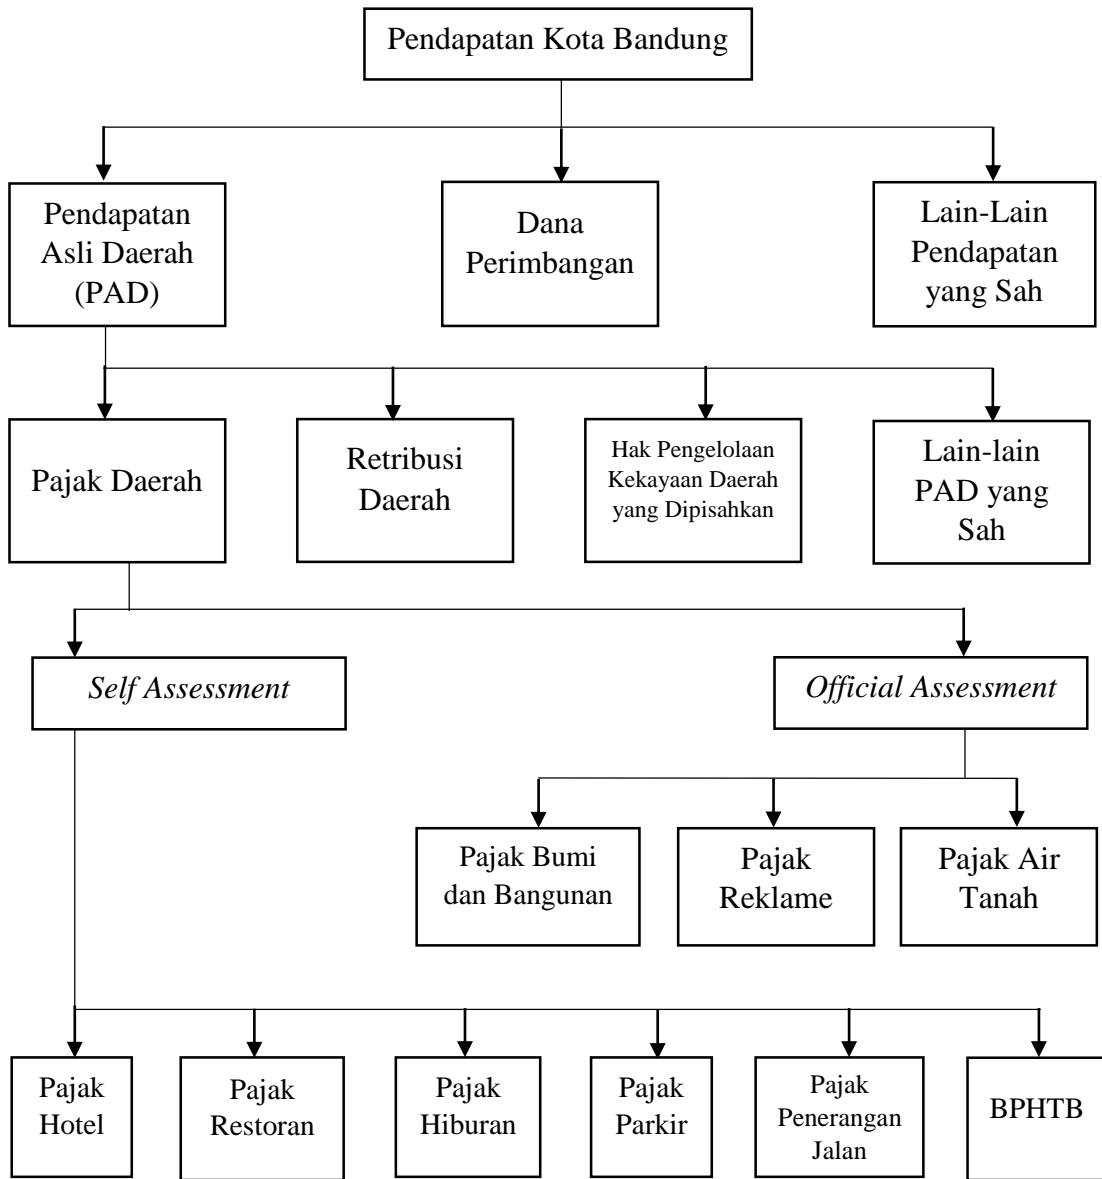 Pendapatan Kota Bandung
Pendapatan
Asli Daerah
(PAD)
Dana
Perimbangan
Lain-Lain
Pendapatan
yang Sah
Pajak Daerah
Retribusi
Daerah
Hak Pengelolaan
Kekayaan Daerah
yang Dipisahkan
Lain-lain
PAD yang
Sah
Self Assessment
Official Assessment
Pajak Bumi
dan Bangunan
Pajak
Reklame
Pajak Air
Tanah
Pajak
Hotel
Pajak
Restoran
Pajak
Hiburan
Pajak
Parkir
Pajak
Penerangan
Jalan
BPHTB